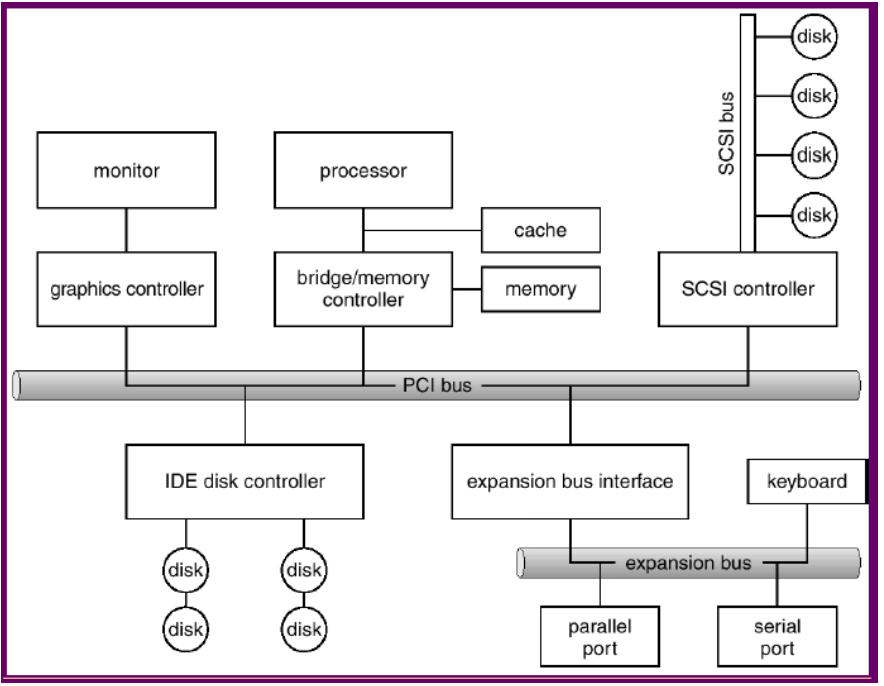 disk
disk
SCSI bus
disk
disk
monitor
processor
cache
graphics controller
bridge/memory
controller
memory
SCSI controller
PCI bus
IDE disk controller
expansion bus interface
keyboard
disk
disk
expansion bus
disk
disk
parallel
port
serial
port